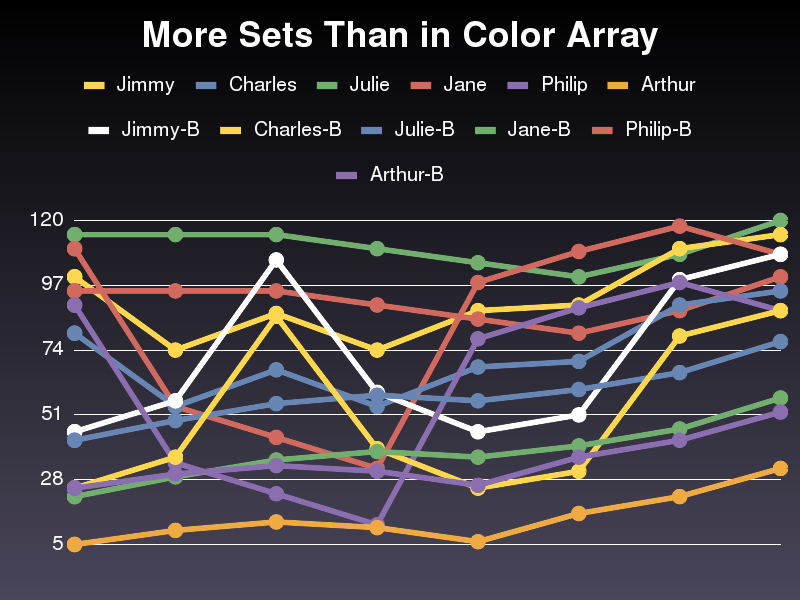 More Sets Than in Color Array
Jimmy Charles Julie Jane Philip Arthur
Jimmy-B Charles-B Julie-B Jane-B Philip-B
Arthur-B
120
97
74
51
28
5